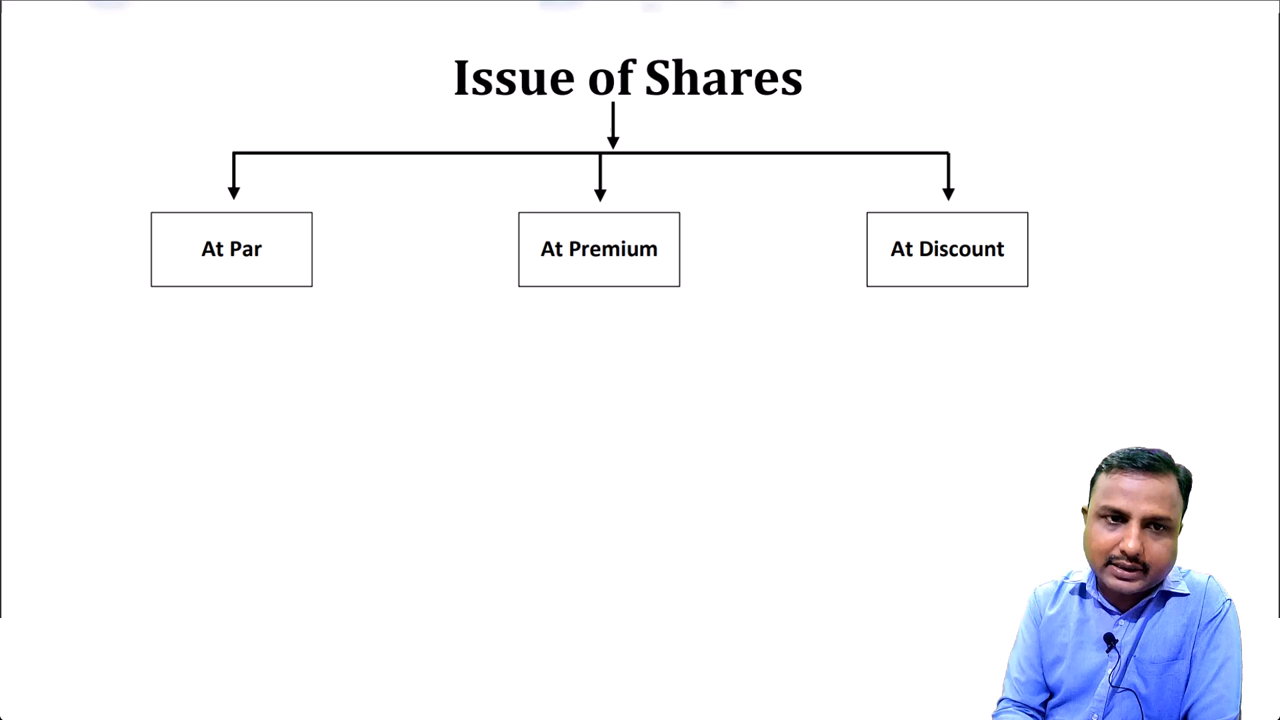 Issue of Shares
At Par
At Premium
At Discount